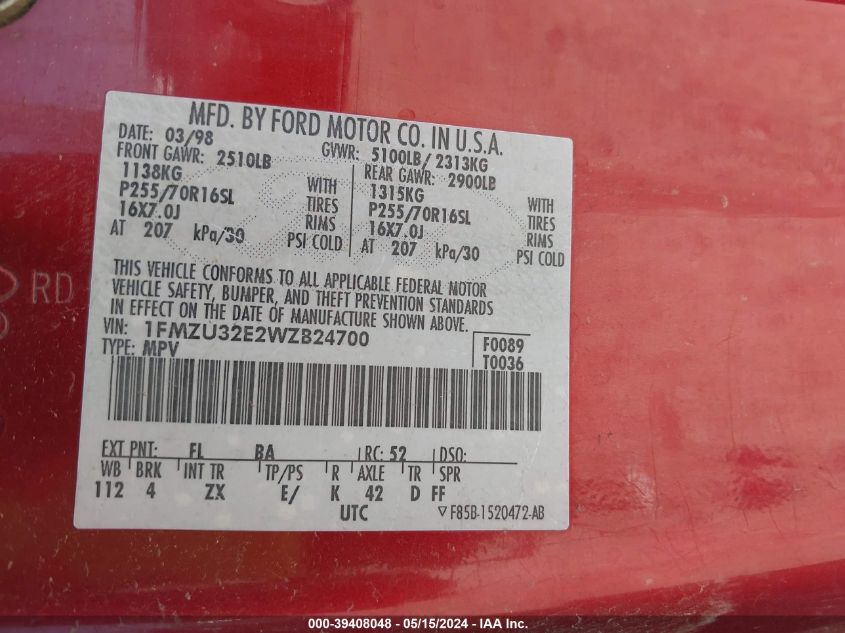 MFD. BY FORD MOTOR CO. IN U.S.A.
DATE: 03/98 GVWR: 5100LB/ 2313KG
FRONT GAWR: 2510LB REAR GAWR: 2900LB
1138KG WITH 1315KG WITH
P255/70R16SL TIRES P255/70R16SL TIRES
16X7.0J RIMS 16X7.0J RIMS
AT 207 kPa/30 PSI COLD AT 207 kPa/30 PSI COLD
THIS VEHICLE CONFORMS TO ALL APPLICABLE FEDERAL MOTOR
VEHICLE SAFETY, BUMPER, AND THEFT PREVENTION STANDARDS
IN EFFECT ON THE DATE OF MANUFACTURE SHOWN ABOVE.
VIN: 1FMZU32E2WZB24700 F0089
TYPE: MPV T0036
EXT PNT: FL BA RC: 52 DSO:
WB BRK INT TR TP/PS R AXLE TR SPR
112 4 ZX E/ K 42 D FF
UTC ▽F85B-1520472-AB
RD
000-39408048 - 05/15/2024 - IAA Inc.